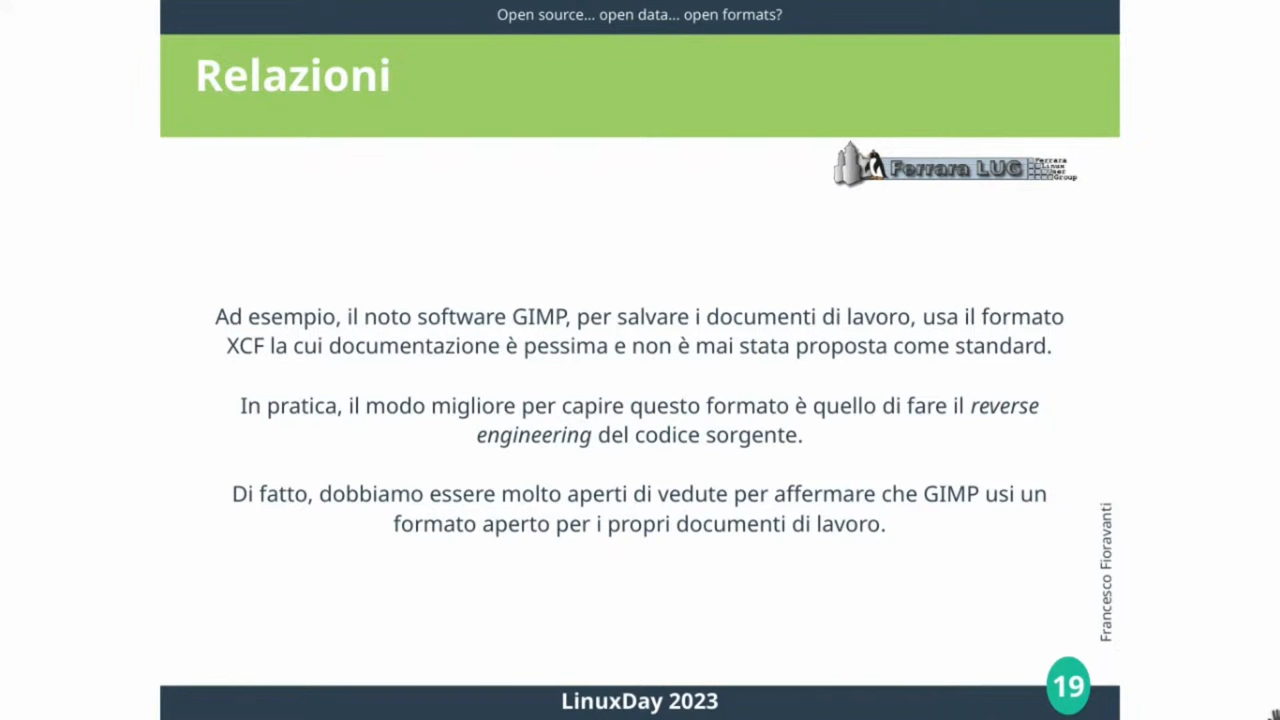 Open source... open data... open formats?
Relazioni
Ferrara LUG
Ferrara
Linux
User
Group
Ad esempio, il noto software GIMP, per salvare i documenti di lavoro, usa il formato
XCF la cui documentazione è pessima e non è mai stata proposta come standard.
In pratica, il modo migliore per capire questo formato è quello di fare il reverse
engineering del codice sorgente.
Di fatto, dobbiamo essere molto aperti di vedute per affermare che GIMP usi un
formato aperto per i propri documenti di lavoro.
Francesco Fioravanti
LinuxDay 2023
19